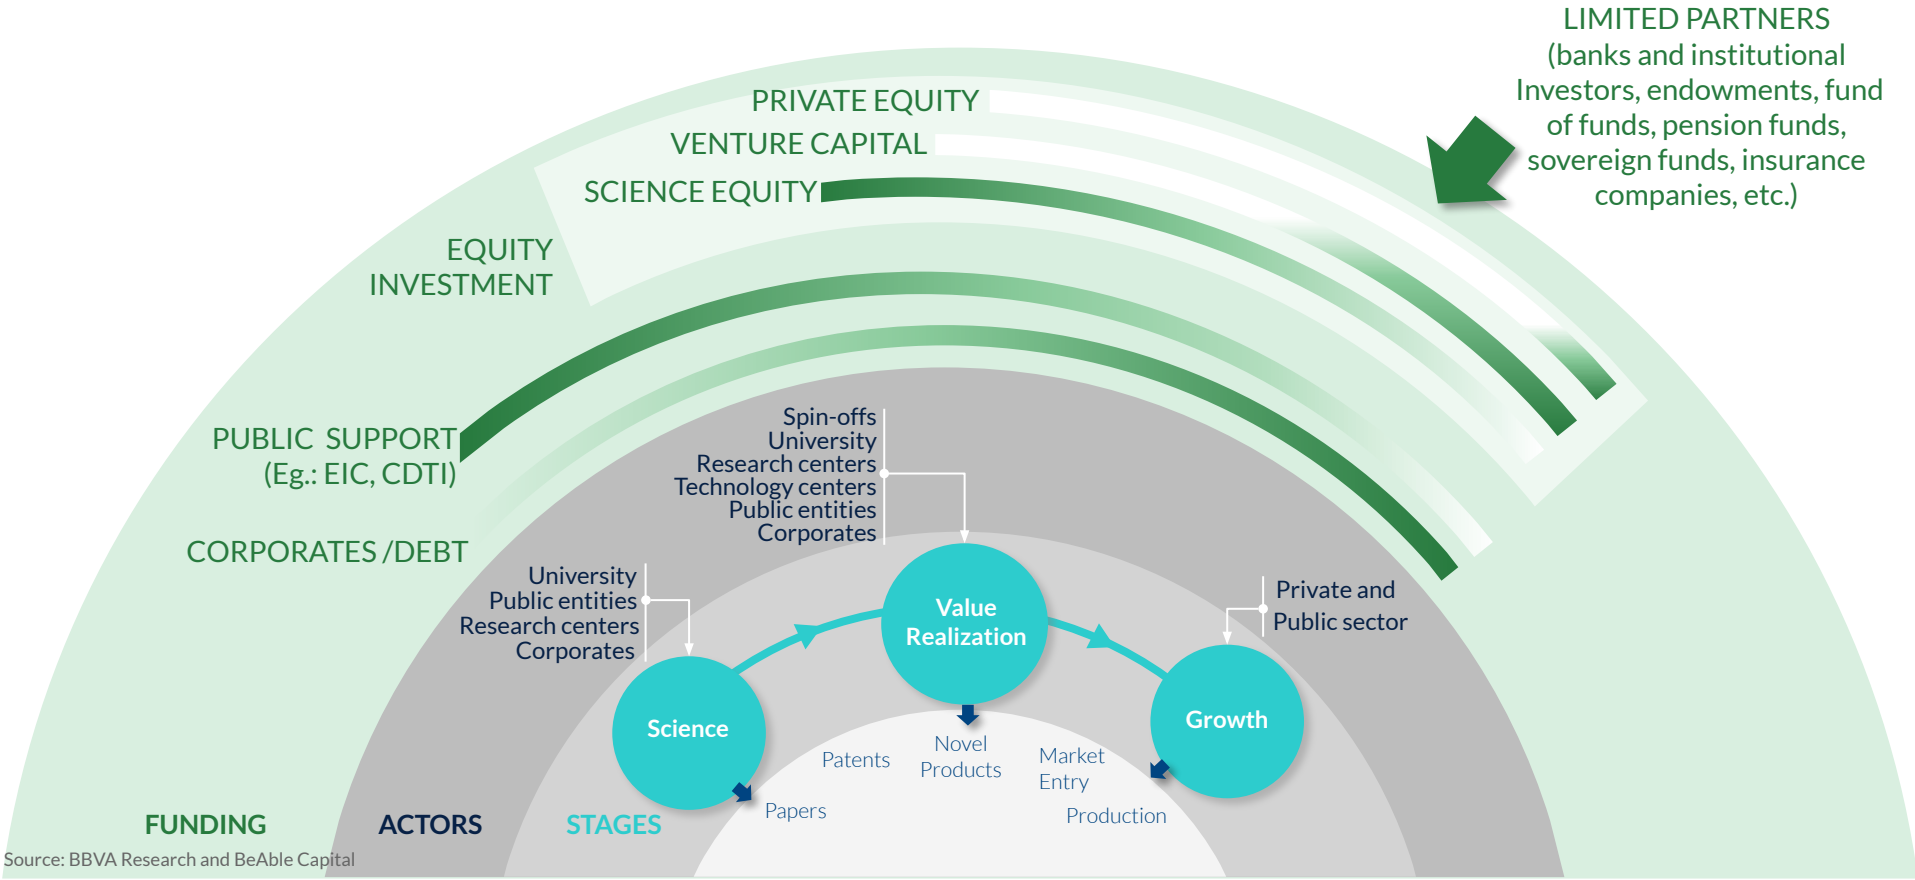 LIMITED PARTNERS
(banks and institutional
Investors, endowments, fund
of funds, pension funds,
sovereign funds, insurance
companies, etc.)
PRIVATE EQUITY
VENTURE CAPITAL
SCIENCE EQUITY
EQUITY
INVESTMENT
PUBLIC SUPPORT
(Eg.: EIC, CDTI)
CORPORATES /DEBT
Spin-offs
University
Research centers
Technology centers
Public entities
Corporates
University
Public entities
Research centers
Corporates
Private and
Public sector
Value
Realization
Science
Growth
Papers
Patents
Novel
Products
Market
Entry
Production
FUNDING
ACTORS
STAGES
Source: BBVA Research and BeAble Capital